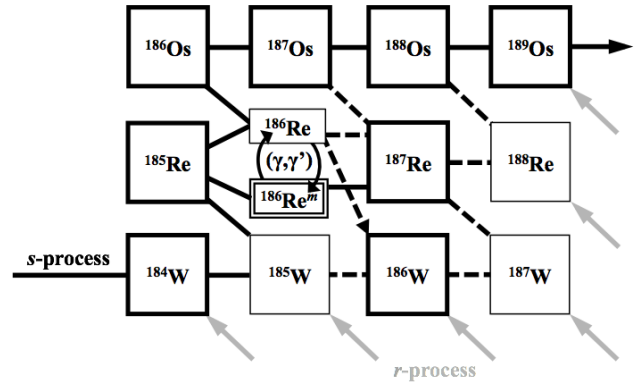 ¹⁸⁶Os ¹⁸⁷Os ¹⁸⁸Os ¹⁸⁹Os
¹⁸⁶Re
¹⁸⁵Re (γ,γ’) ¹⁸⁷Re ¹⁸⁸Re
¹⁸⁶Reᵐ
s-process
¹⁸⁴W ¹⁸⁵W ¹⁸⁶W ¹⁸⁷W
r-process